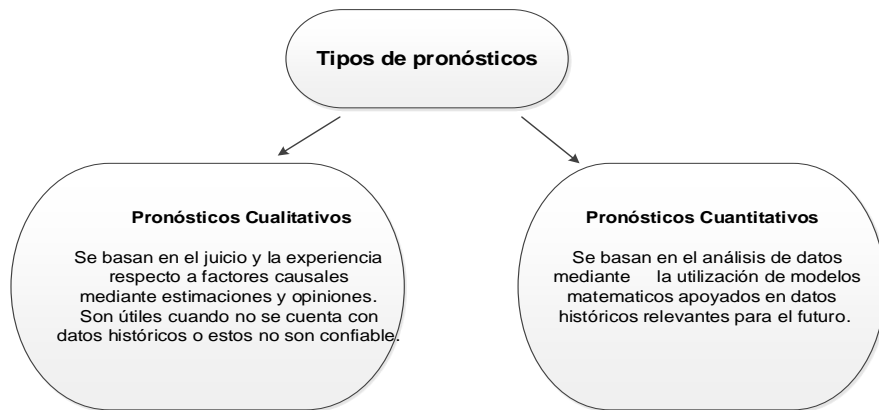 Tipos de pronósticos
Pronósticos Cualitativos
Se basan en el juicio y la experiencia
respecto a factores causales
mediante estimaciones y opiniones.
Son útiles cuando no se cuenta con
datos históricos o estos no son confiable.
Pronósticos Cuantitativos
Se basan en el análisis de datos
mediante la utilización de modelos
matematicos apoyados en datos
históricos relevantes para el futuro.